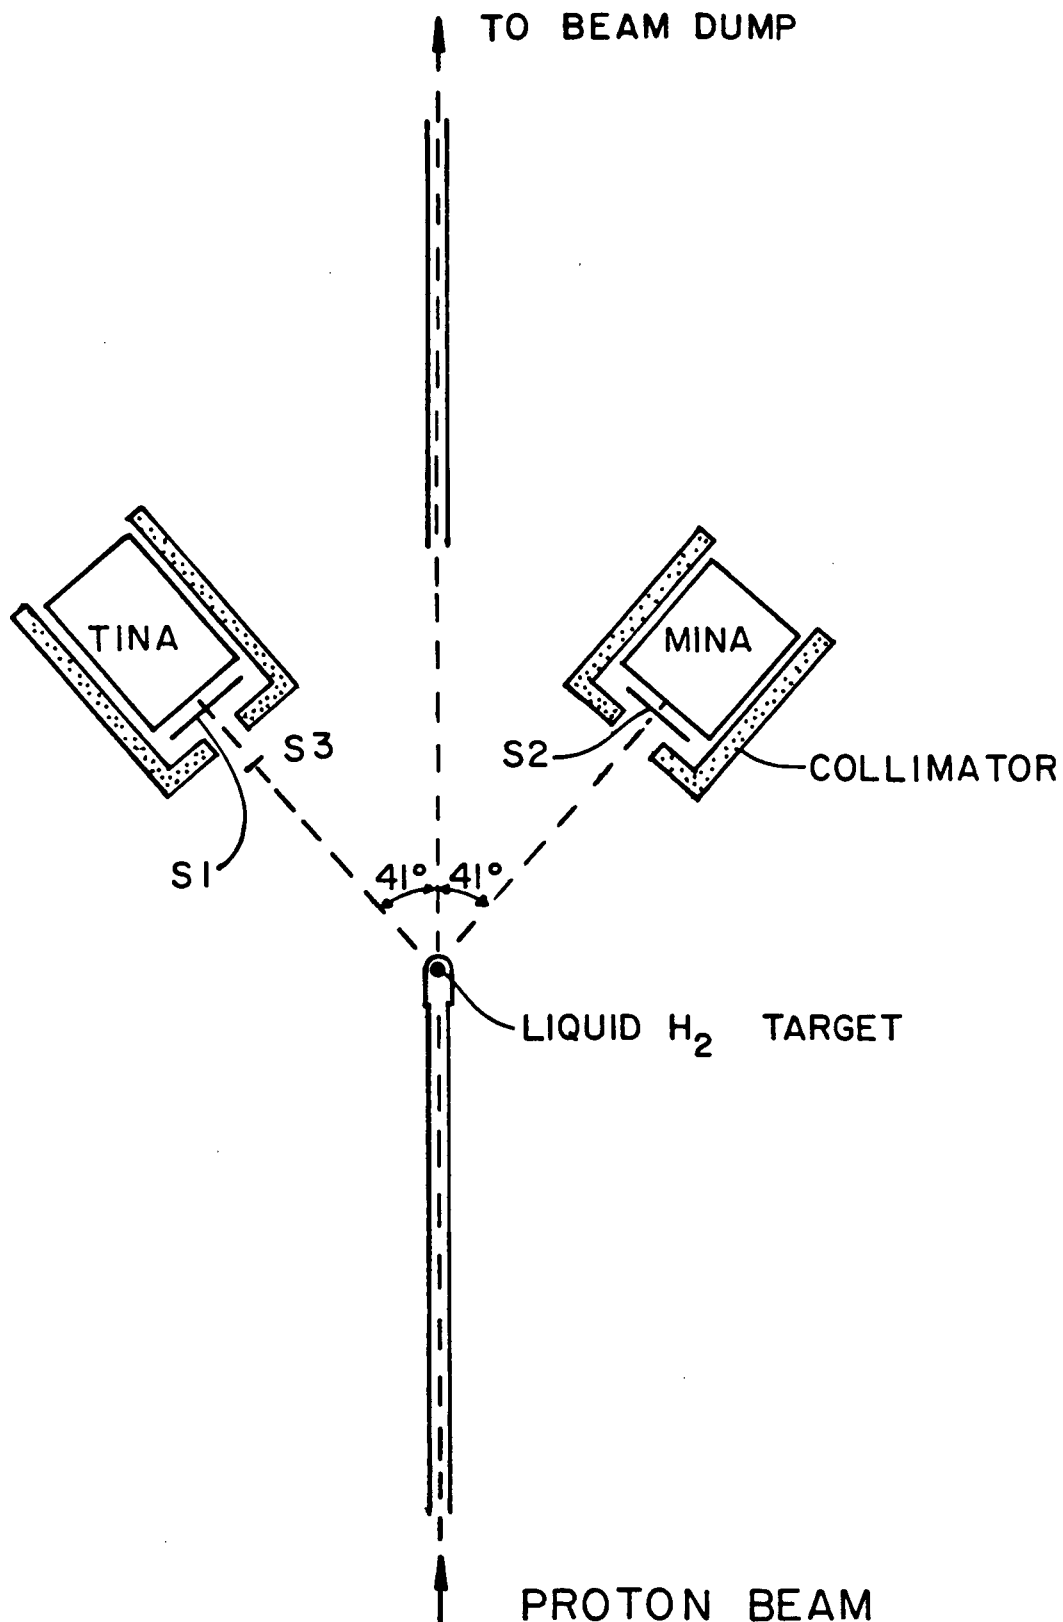 TO BEAM DUMP
TINA
MINA
S3
S2
COLLIMATOR
S1
41° 41°
LIQUID H₂ TARGET
PROTON BEAM